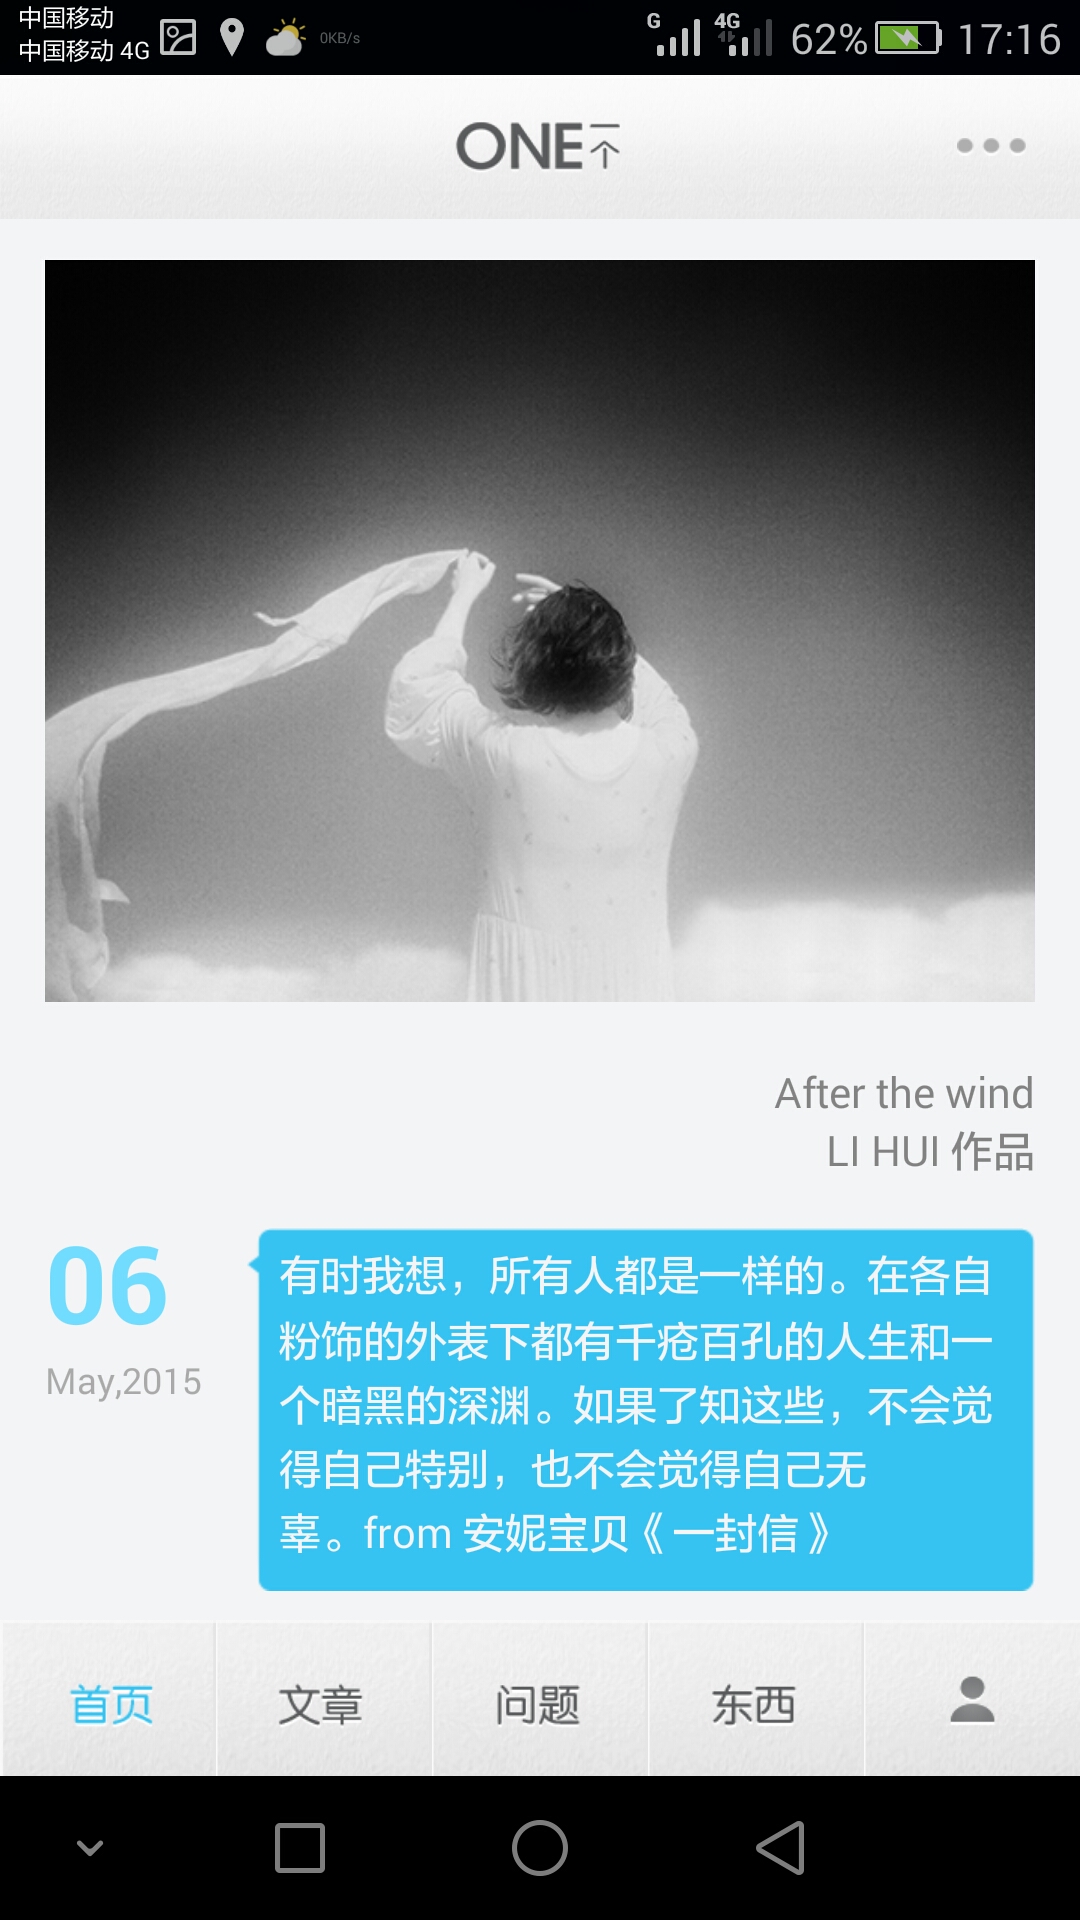 中国移动
中国移动 4G
0KB/s
G
4G
62%
17:16
ONE一个
After the wind
LI HUI 作品
06
May,2015
有时我想，所有人都是一样的。在各自
粉饰的外表下都有千疮百孔的人生和一
个暗黑的深渊。如果了知这些，不会觉
得自己特别，也不会觉得自己无
辜。from 安妮宝贝《一封信》
首页
文章
问题
东西